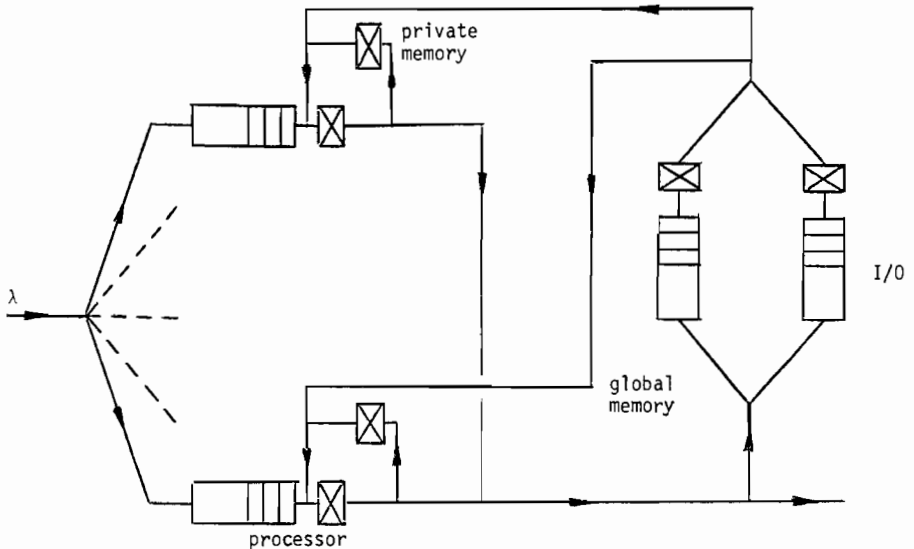 private
memory
λ
I/O
global
memory
processor